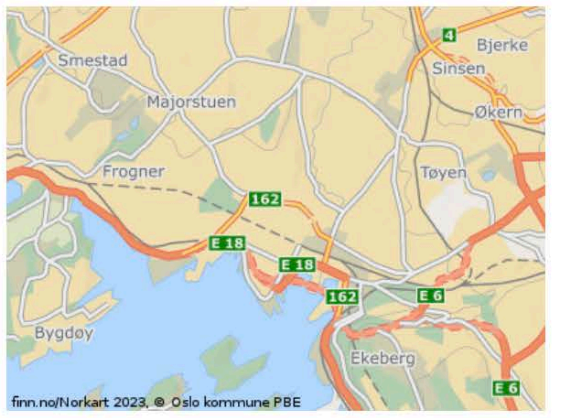 4
Bjerke
Smestad
Sinsen
Majorstuen
Økern
Frogner
Tøyen
162
E 18
E 18
162
E 6
Bygdøy
Ekeberg
E 6
finn.no/Norkart 2023, © Oslo kommune PBE